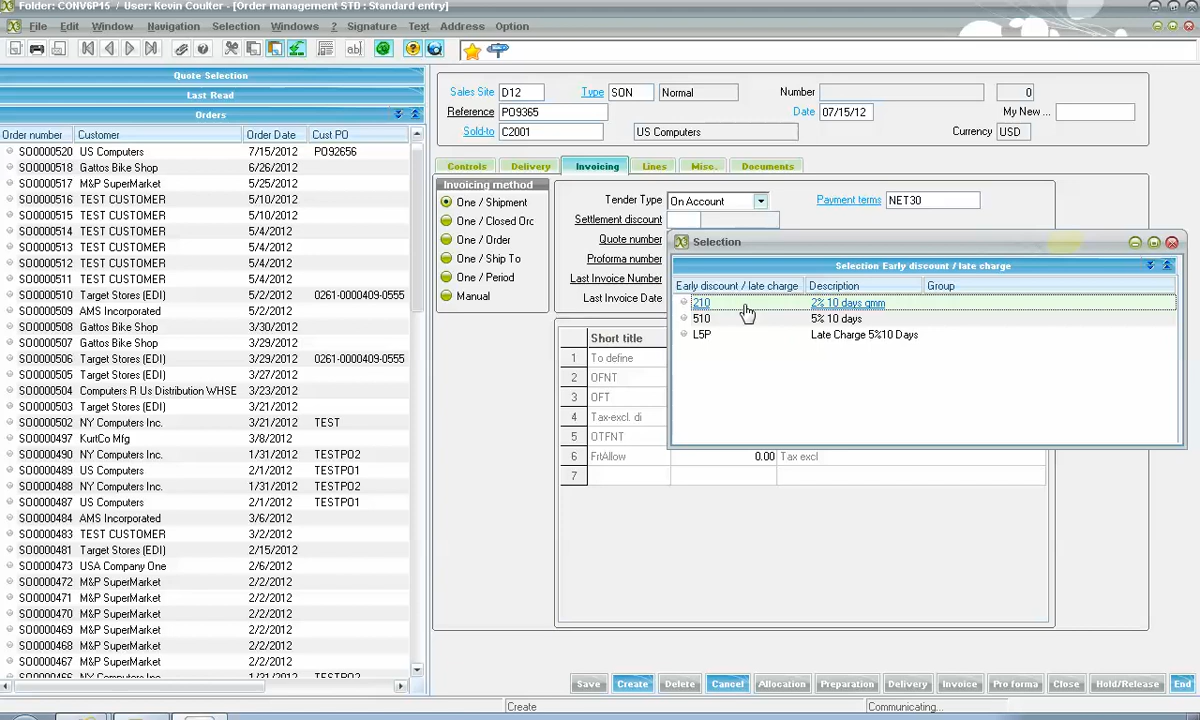 Folder: CONV6P15 / User: Kevin Coulter - [Order management STD : Standard entry]
File Edit Window Navigation Selection Windows ? Signature Text Address Option
Quote Selection
Last Read
Orders
Order number Customer Order Date Cust PO
SO0000520 US Computers 7/15/2012 PO92656
SO0000518 Gattos Bike Shop 6/26/2012
SO0000517 M&P SuperMarket 5/25/2012
SO0000516 TEST CUSTOMER 5/10/2012
SO0000515 TEST CUSTOMER 5/10/2012
SO0000514 TEST CUSTOMER 5/4/2012
SO0000513 TEST CUSTOMER 5/4/2012
SO0000512 TEST CUSTOMER 5/4/2012
SO0000511 TEST CUSTOMER 5/4/2012
SO0000510 Target Stores (EDI) 5/2/2012 0261-0000409-0555
SO0000509 AMS Incorporated 5/2/2012
SO0000507 Gattos Bike Shop 3/29/2012
SO0000506 Target Stores (EDI) 3/29/2012 0261-0000409-0555
SO0000505 Target Stores (EDI) 3/27/2012
SO0000504 Computers R Us Distribution WHSE 3/23/2012
SO0000503 Target Stores (EDI) 3/21/2012
SO0000502 NY Computers Inc. 3/21/2012 TEST
SO0000497 KurtCo Mfg 3/8/2012
SO0000490 NY Computers Inc. 1/31/2012 TESTPO2
SO0000489 US Computers 2/1/2012 TESTPO1
SO0000488 NY Computers Inc. 1/31/2012 TESTPO2
SO0000487 US Computers 2/1/2012 TESTPO1
SO0000484 AMS Incorporated 3/6/2012
SO0000483 TEST CUSTOMER 3/2/2012
SO0000481 Target Stores (EDI) 2/15/2012
SO0000473 USA Company One 2/6/2012
SO0000472 M&P SuperMarket 2/2/2012
SO0000471 M&P SuperMarket 2/2/2012
SO0000470 M&P SuperMarket 2/2/2012
SO0000469 M&P SuperMarket 2/2/2012
SO0000468 M&P SuperMarket 2/2/2012
SO0000467 M&P SuperMarket 2/2/2012
SO0000466 NY Computers Inc. 1/31/2012 TESTPO2
Sales Site D12 Type SON Normal Number 0
Reference PO9365 Date 07/15/12 My New ...
Sold-to C2001 US Computers Currency USD
Controls Delivery Invoicing Lines Misc. Documents
Invoicing method
One / Shipment
One / Closed Orc
One / Order
One / Ship To
One / Period
Manual
Tender Type On Account Payment terms NET30
Settlement discount
Quote number
Proforma number
Last Invoice Number
Last Invoice Date
Selection
Selection Early discount / late charge
Early discount / late charge Description Group
210 2% 10 days gmm
510 5% 10 days
L5P Late Charge 5%10 Days
Short title
1 To define
2 OFNT
3 OFT
4 Tax-excl. di
5 OTFNT
6 FrtAllow 0.00 Tax excl
7
Save Create Delete Cancel Allocation Preparation Delivery Invoice Pro forma Close Hold/Release End
Create Communicating...